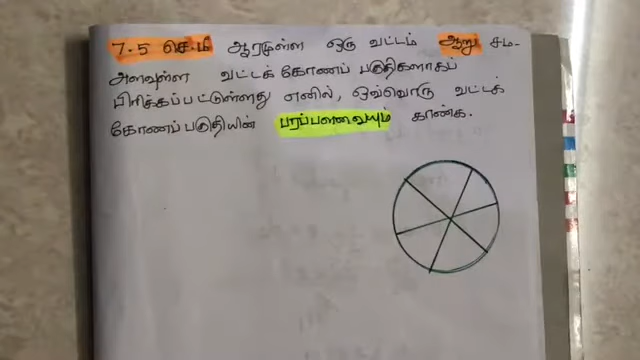 7.5 செ.மீ ஆரமுள்ள ஒரு வட்டம் ஆறு சம-
அளவுள்ள வட்டக் கோணப் பகுதிகளாகப்
பிரிக்கப்பட்டுள்ளது எனில், ஒவ்வொரு வட்டக்
கோணப் பகுதியின் பரப்பளவையும் காண்க.